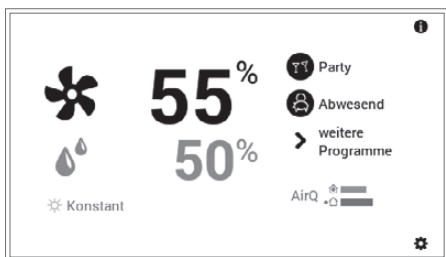 55%
50%
Konstant
Party
Abwesend
weitere
Programme
AirQ